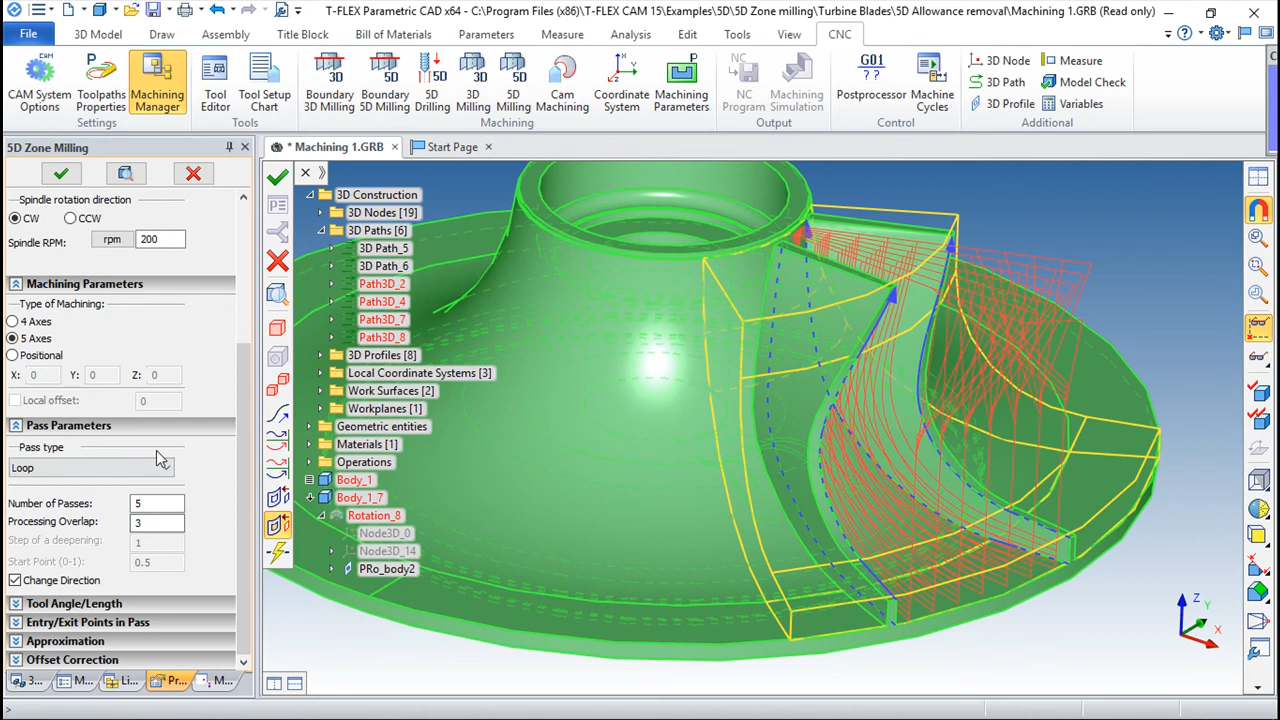 T-FLEX Parametric CAD x64 - C:\Program Files (x86)\T-FLEX CAM 15\Examples\5D\5D Zone milling\Turbine Blades\5D Allowance removal\Machining 1.GRB (Read only)
File 3D Model Draw Assembly Title Block Bill of Materials Parameters Measure Analysis Edit Tools View CNC
CAM System Options
Toolpaths Properties
Machining Manager
Settings
Tool Editor
Tool Setup Chart
Tools
Boundary 3D Milling
Boundary 5D Milling
5D Drilling
3D Milling
5D Milling
Cam Machining
Coordinate System
Machining Parameters
Machining
NC Program
Machining Simulation
Output
G01
??
Postprocessor
Machine Cycles
Control
3D Node
Measure
3D Path
Model Check
3D Profile
Variables
Additional
5D Zone Milling
* Machining 1.GRB
Start Page
Spindle rotation direction
CW CCW
Spindle RPM: rpm 200
Machining Parameters
Type of Machining:
4 Axes
5 Axes
Positional
X: 0 Y: 0 Z: 0
Local offset: 0
Pass Parameters
Pass type
Loop
Number of Passes: 5
Processing Overlap: 3
Step of a deepening: 1
Start Point (0-1): 0.5
Change Direction
Tool Angle/Length
Entry/Exit Points in Pass
Approximation
Offset Correction
3... M... Li... Pr... M...
3D Construction
3D Nodes [19]
3D Paths [6]
3D Path_5
3D Path_6
Path3D_2
Path3D_4
Path3D_7
Path3D_8
3D Profiles [8]
Local Coordinate Systems [3]
Work Surfaces [2]
Workplanes [1]
Geometric entities
Materials [1]
Operations
Body_1
Body_1_7
Rotation_8
Node3D_0
Node3D_14
PRo_body2
Z
Y
X
>